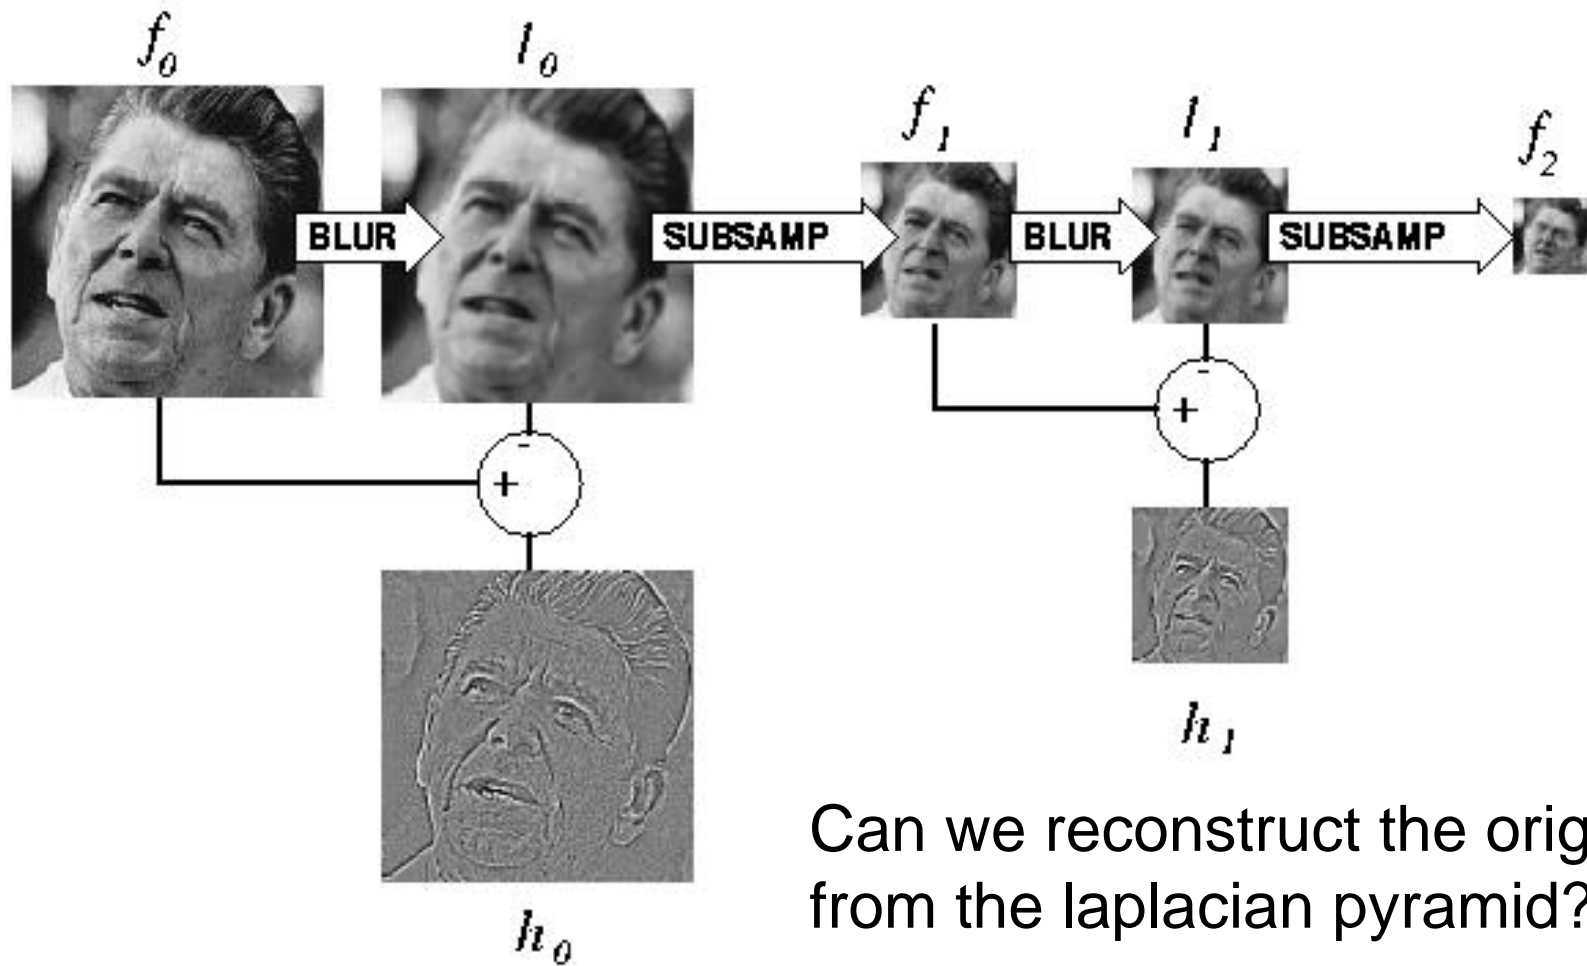 f0
l0
f1
l1
f2
BLUR
SUBSAMP
BLUR
SUBSAMP
-
+
-
+
h1
h0
Can we reconstruct the orig
from the laplacian pyramid?